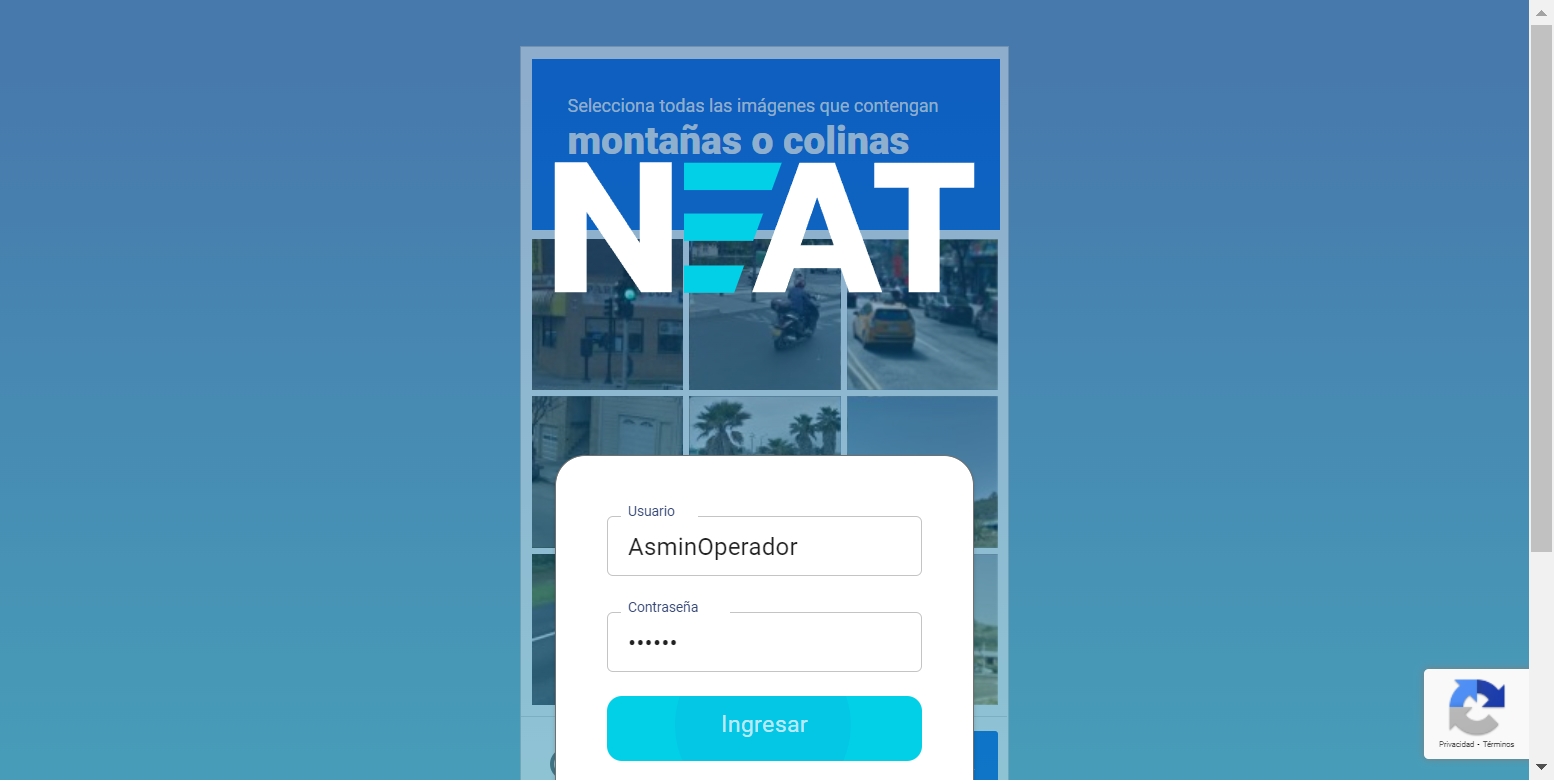 Selecciona todas las imágenes que contengan
montañas o colinas
NEAT
Usuario
AsminOperador
Contraseña
••••••
Ingresar
Privacidad - Términos